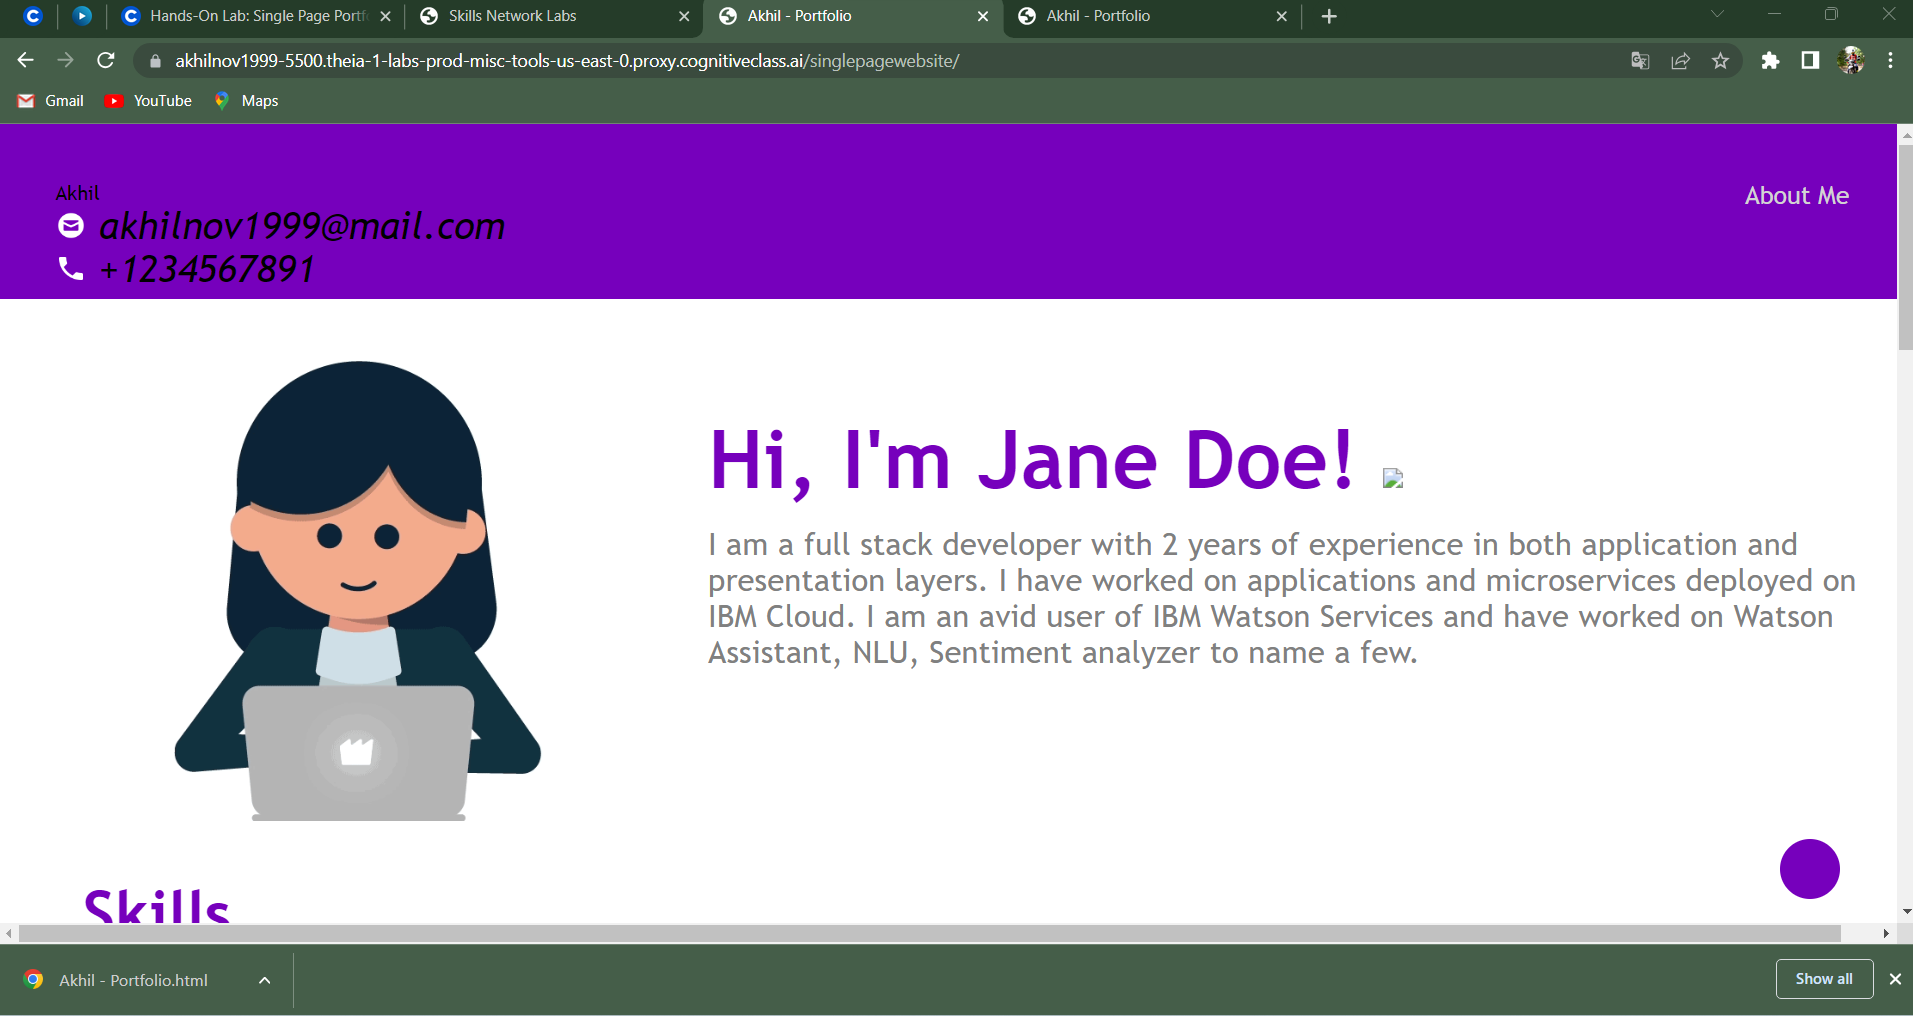 Hands-On Lab: Single Page Portf
Skills Network Labs
Akhil - Portfolio
Akhil - Portfolio
akhilnov1999-5500.theia-1-labs-prod-misc-tools-us-east-0.proxy.cognitiveclass.ai/singlepagewebsite/
Gmail
YouTube
Maps
Akhil
About Me
akhilnov1999@mail.com
+1234567891
Hi, I'm Jane Doe!
I am a full stack developer with 2 years of experience in both application and
presentation layers. I have worked on applications and microservices deployed on
IBM Cloud. I am an avid user of IBM Watson Services and have worked on Watson
Assistant, NLU, Sentiment analyzer to name a few.
Skills
Akhil - Portfolio.html
Show all